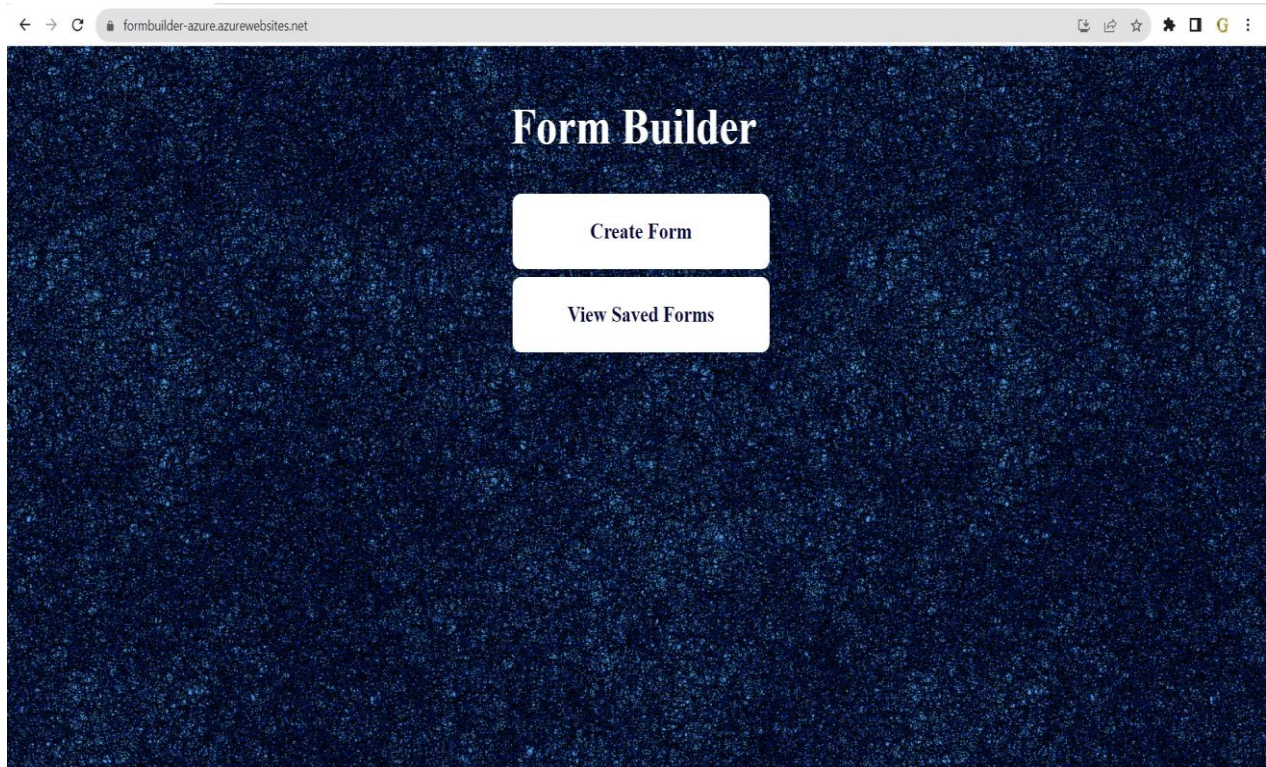 formbuilder-azure.azurewebsites.net
G
Form Builder
Create Form
View Saved Forms